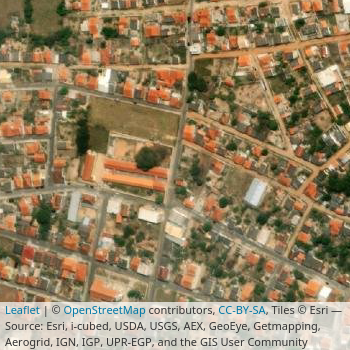 Leaflet | © OpenStreetMap contributors, CC-BY-SA, Tiles © Esri —
Source: Esri, i-cubed, USDA, USGS, AEX, GeoEye, Getmapping,
Aerogrid, IGN, IGP, UPR-EGP, and the GIS User Community